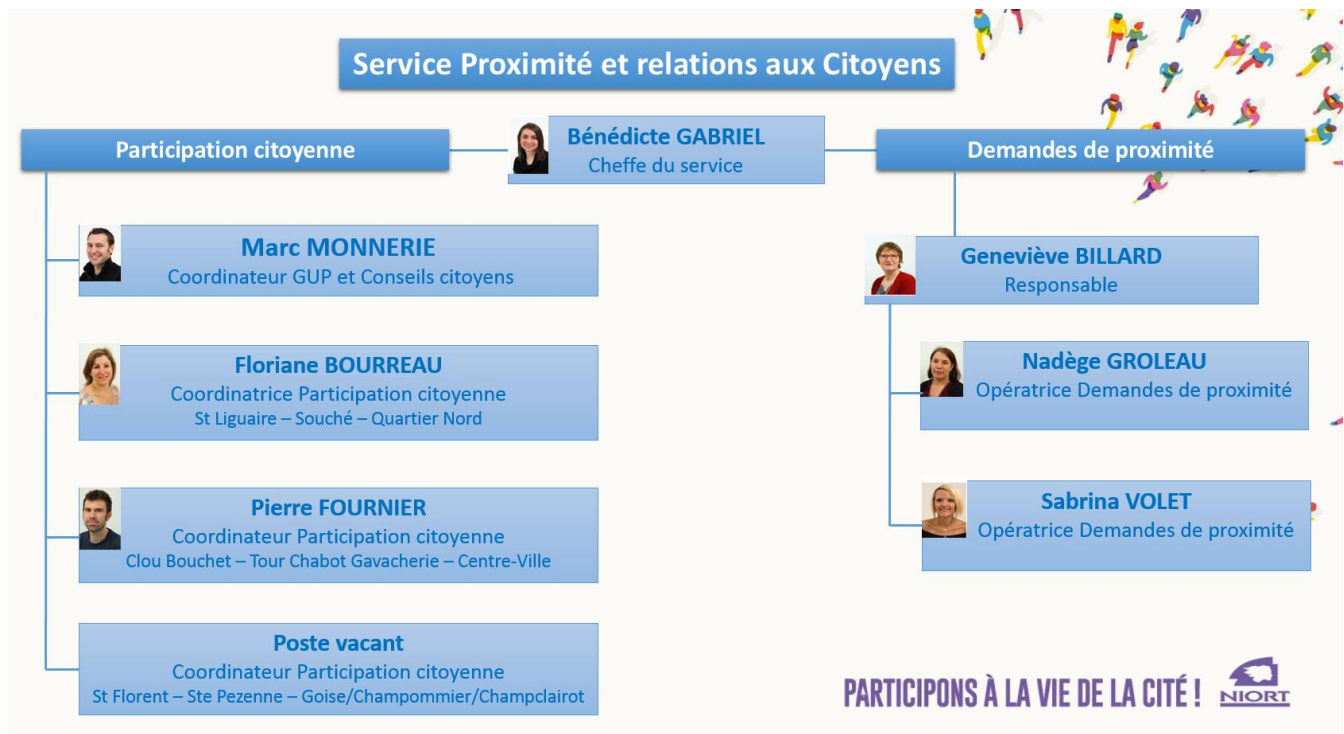 Service Proximité et relations aux Citoyens
Participation citoyenne
Bénédicte GABRIEL
Cheffe du service
Demandes de proximité
Marc MONNERIE
Coordinateur GUP et Conseils citoyens
Floriane BOURREAU
Coordinatrice Participation citoyenne
St Liguaire – Souché – Quartier Nord
Pierre FOURNIER
Coordinateur Participation citoyenne
Clou Bouchet – Tour Chabot Gavacherie – Centre-Ville
Poste vacant
Coordinateur Participation citoyenne
St Florent – Ste Pezenne – Goise/Champommier/Champclairot
Geneviève BILLARD
Responsable
Nadège GROLEAU
Opératrice Demandes de proximité
Sabrina VOLET
Opératrice Demandes de proximité
PARTICIPONS À LA VIE DE LA CITÉ !
NIORT